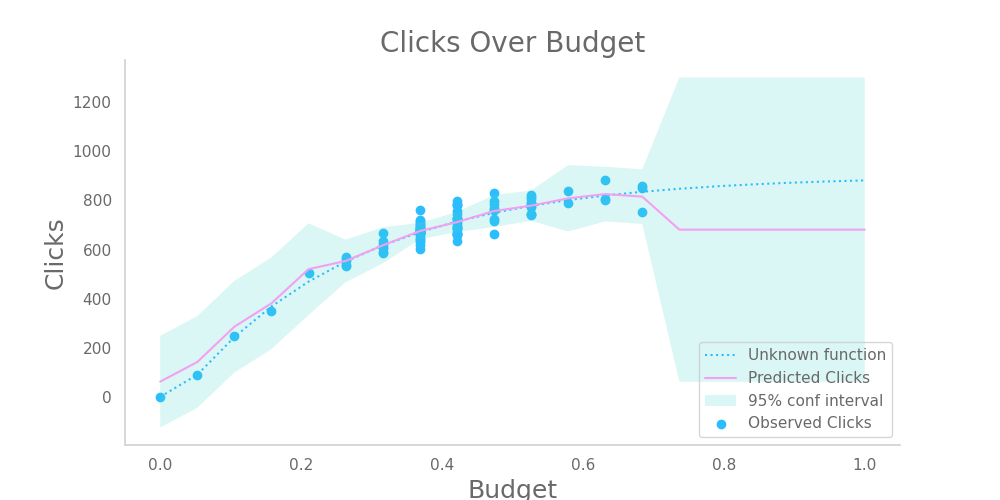 Clicks Over Budget
Clicks
1200
1000
800
600
400
200
0
0.0 0.2 0.4 0.6 0.8 1.0
Budget
Unknown function
Predicted Clicks
95% conf interval
Observed Clicks